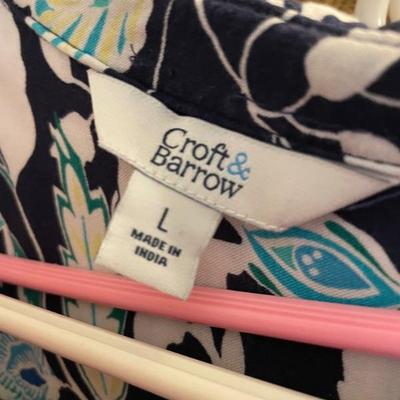 Croft&
Barrow
L
MADE IN
INDIA